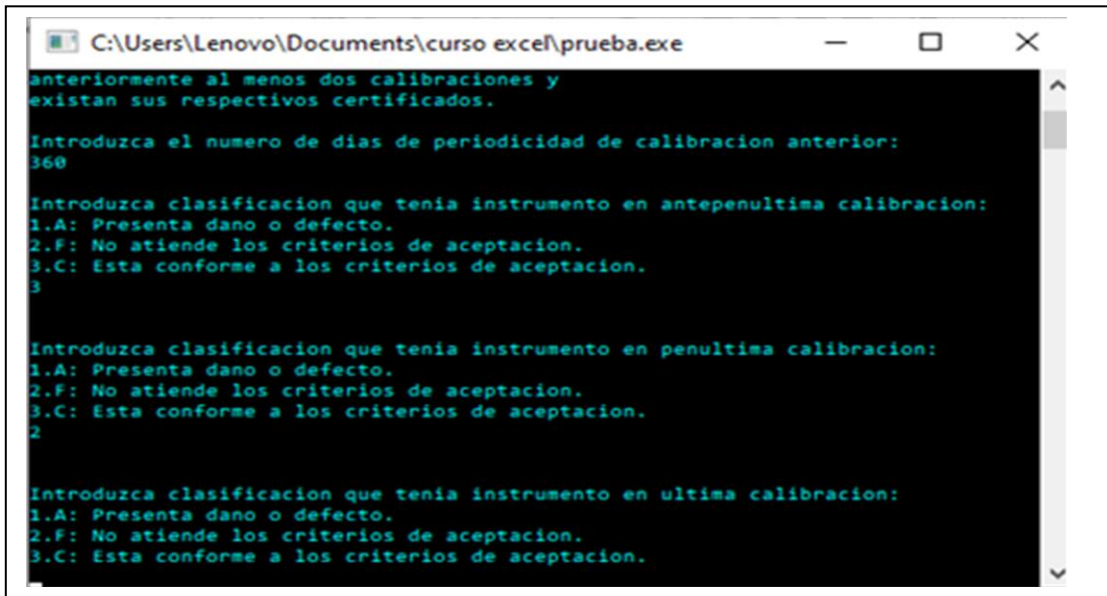 C:\Users\Lenovo\Documents\curso excel\prueba.exe
anteriormente al menos dos calibraciones y
existan sus respectivos certificados.
Introduzca el numero de dias de periodicidad de calibracion anterior:
360
Introduzca clasificacion que tenia instrumento en antepenultima calibracion:
1.A: Presenta dano o defecto.
2.F: No atiende los criterios de aceptacion.
3.C: Esta conforme a los criterios de aceptacion.
3
Introduzca clasificacion que tenia instrumento en penultima calibracion:
1.A: Presenta dano o defecto.
2.F: No atiende los criterios de aceptacion.
3.C: Esta conforme a los criterios de aceptacion.
2
Introduzca clasificacion que tenia instrumento en ultima calibracion:
1.A: Presenta dano o defecto.
2.F: No atiende los criterios de aceptacion.
3.C: Esta conforme a los criterios de aceptacion.